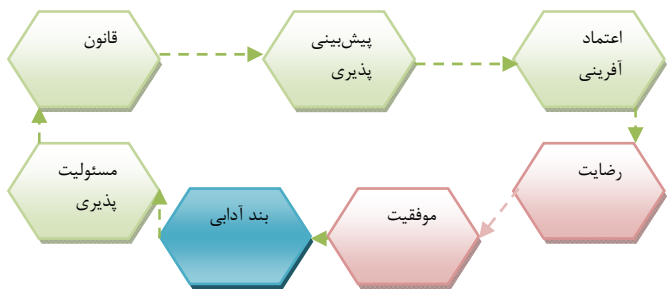 قانون
پیش‌بینی
پذیری
اعتماد
آفرینی
مسئولیت
پذیری
بند آدابی
موفقیت
رضایت